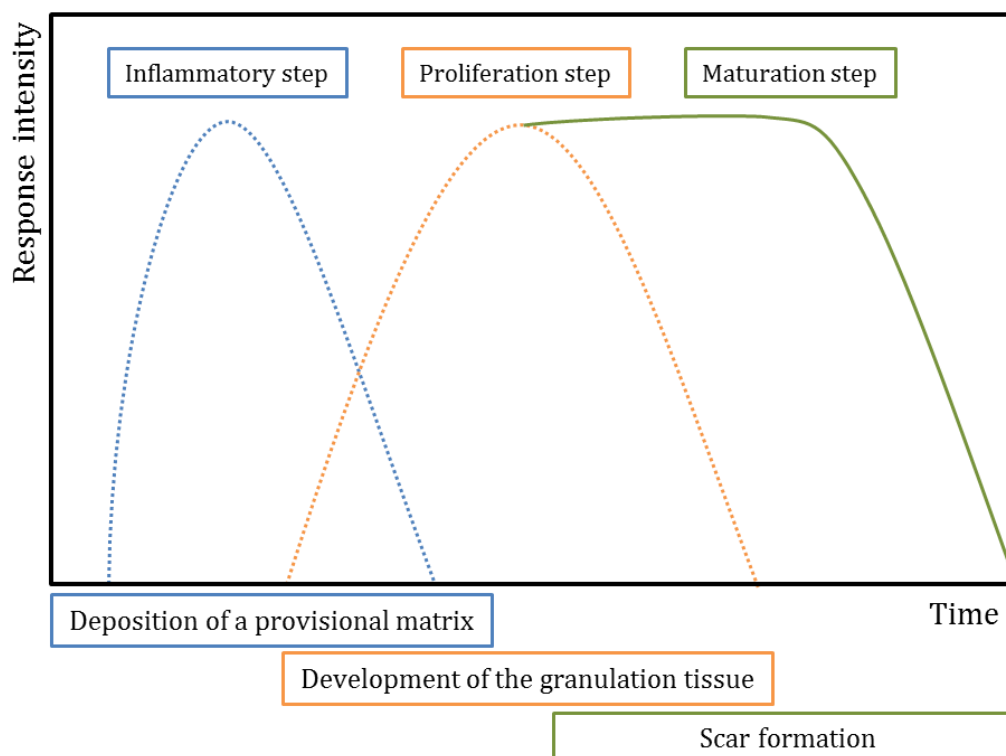 Response intensity
Inflammatory step
Proliferation step
Maturation step
Time
Deposition of a provisional matrix
Development of the granulation tissue
Scar formation